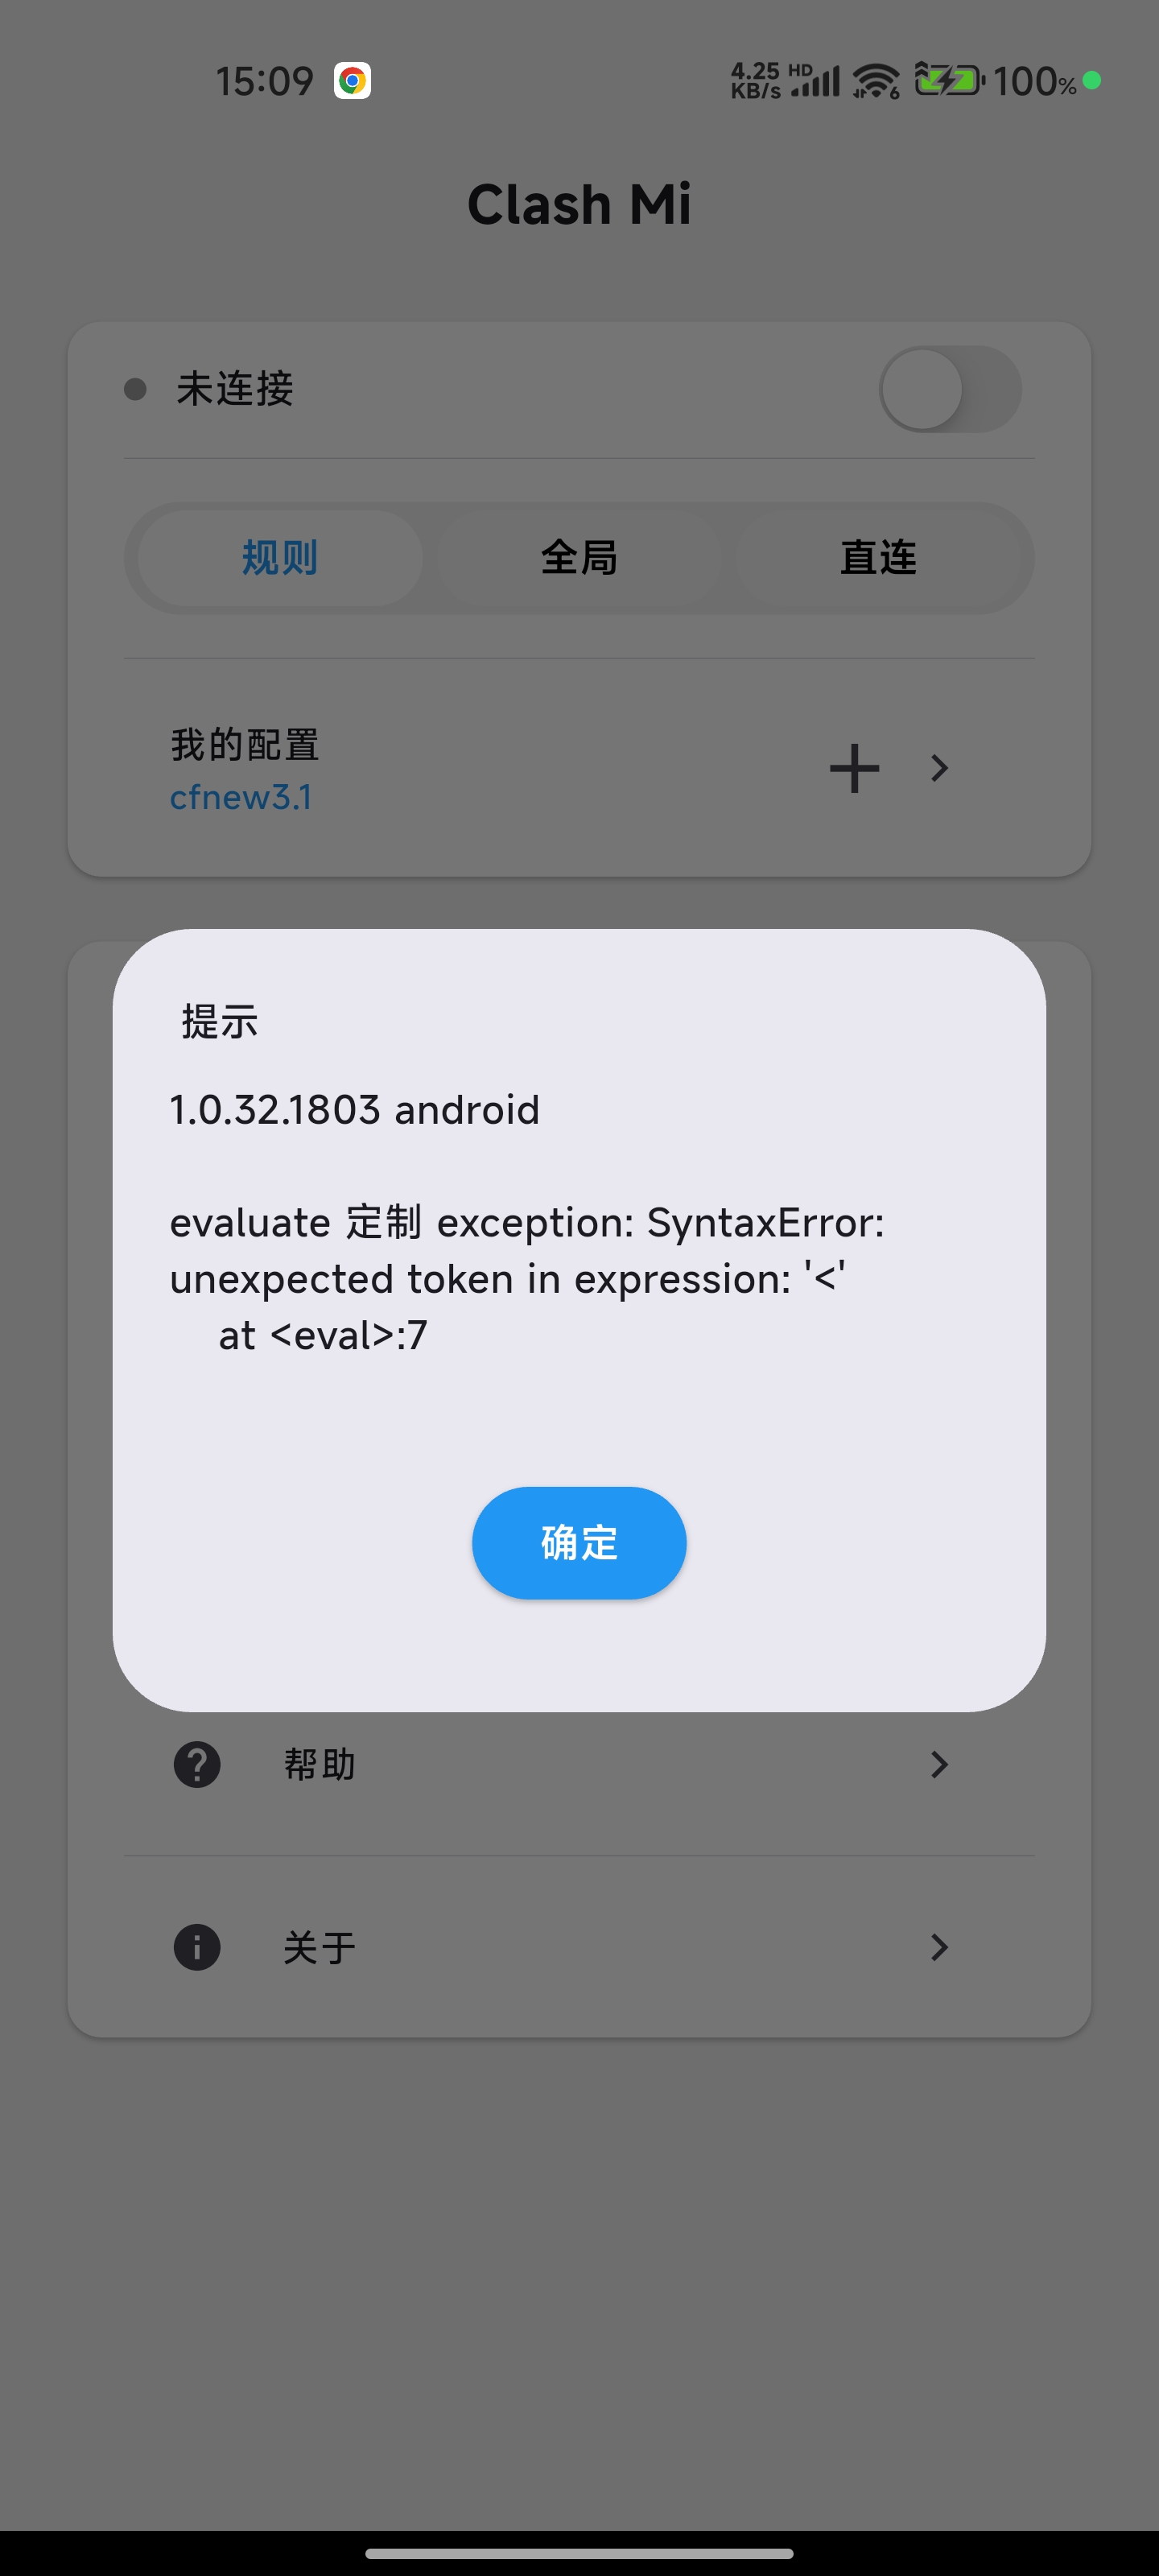 15:09
4.25 KB/s HD 6 100%
Clash Mi
未连接
规则 全局 直连
我的配置
cfnew3.1
提示
1.0.32.1803 android
evaluate 定制 exception: SyntaxError:
unexpected token in expression: '<'
at <eval>:7
确定
帮助
关于